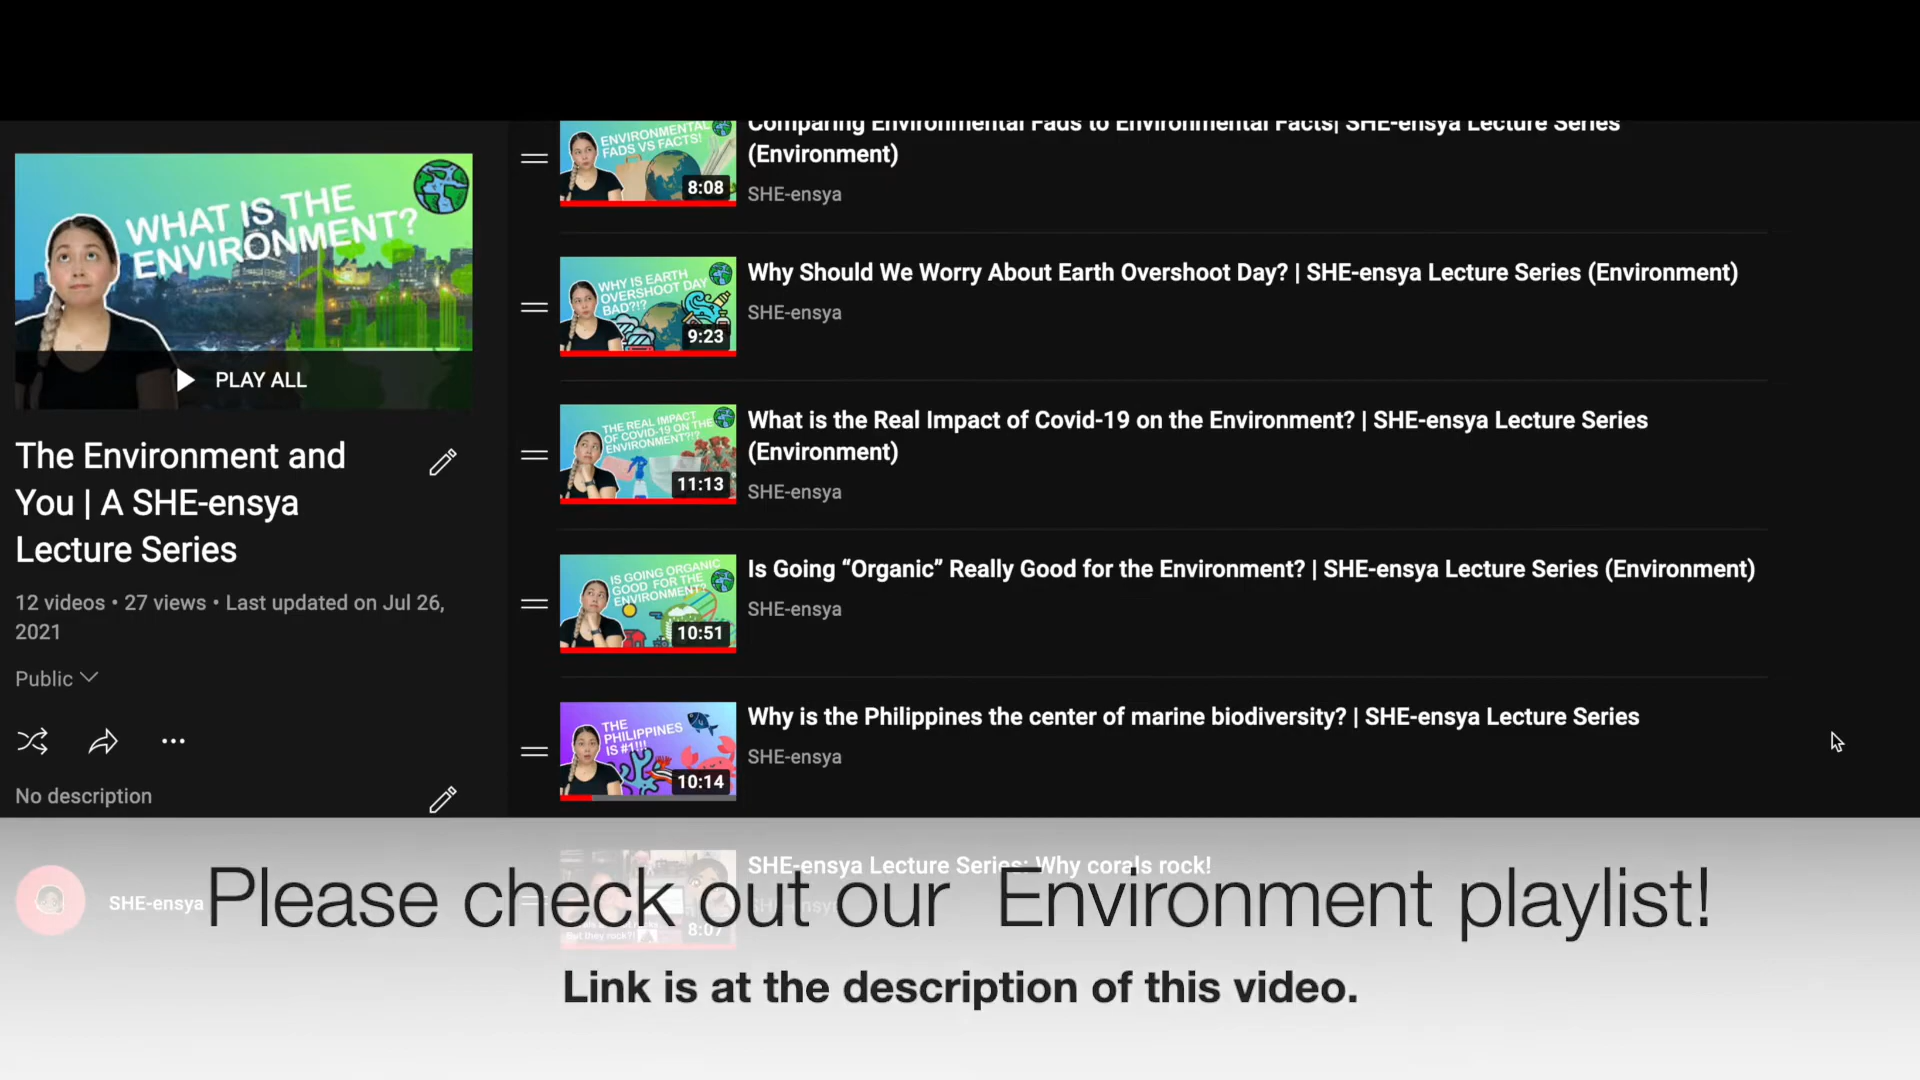 WHAT IS THE
ENVIRONMENT?
PLAY ALL
The Environment and
You | A SHE-ensya
Lecture Series
12 videos • 27 views • Last updated on Jul 26,
2021
Public
No description
SHE-ensya
ENVIRONMENTAL
FADS VS FACTS!
8:08
Comparing Environmental Fads to Environmental Facts| SHE-ensya Lecture Series
(Environment)
SHE-ensya
WHY IS EARTH
OVERSHOOT DAY
BAD?!?
9:23
Why Should We Worry About Earth Overshoot Day? | SHE-ensya Lecture Series (Environment)
SHE-ensya
THE REAL IMPACT
OF COVID-19 ON THE
ENVIRONMENT?!?
11:13
What is the Real Impact of Covid-19 on the Environment? | SHE-ensya Lecture Series
(Environment)
SHE-ensya
IS GOING ORGANIC
GOOD FOR THE
ENVIRONMENT?
10:51
Is Going “Organic” Really Good for the Environment? | SHE-ensya Lecture Series (Environment)
SHE-ensya
THE
PHILIPPINES
IS #1!!!
10:14
Why is the Philippines the center of marine biodiversity? | SHE-ensya Lecture Series
SHE-ensya
SHE-ensya Lecture Series: Why corals rock!
SHE-ensya
But they rock?!
8:07
Please check out our Environment playlist!
Link is at the description of this video.